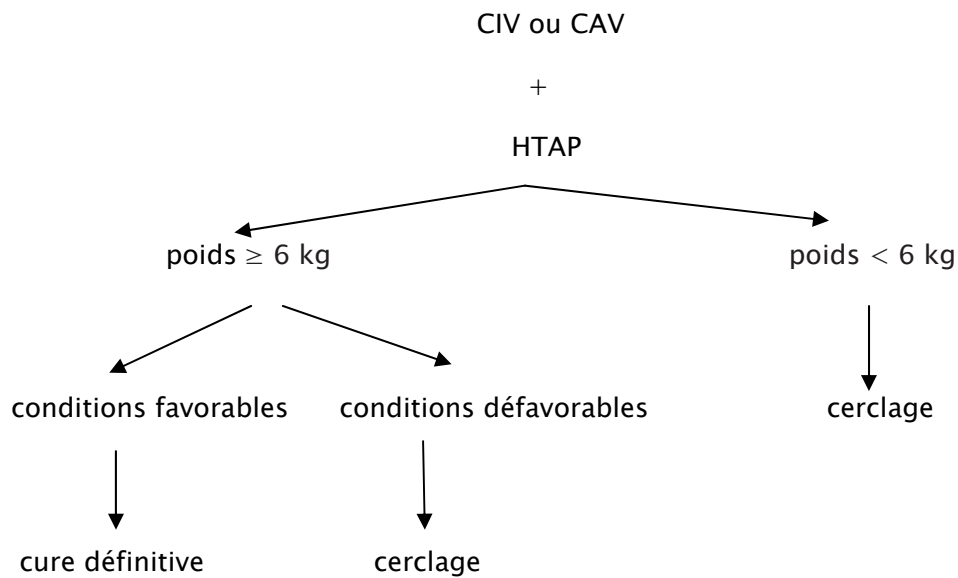 CIV ou CAV
+
HTAP
poids ≥ 6 kg
poids < 6 kg
conditions favorables
conditions défavorables
cerclage
cure définitive
cerclage